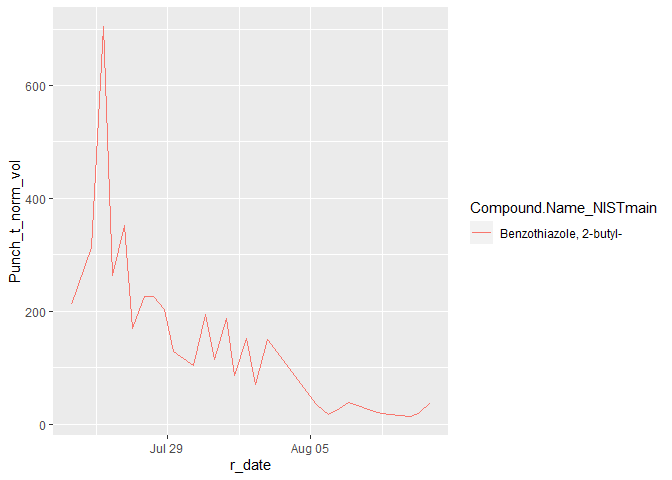 600
400
200
0
Punch_t_norm_vol
Jul 29
Aug 05
r_date
Compound.Name_NISTmain
Benzothiazole, 2-butyl-